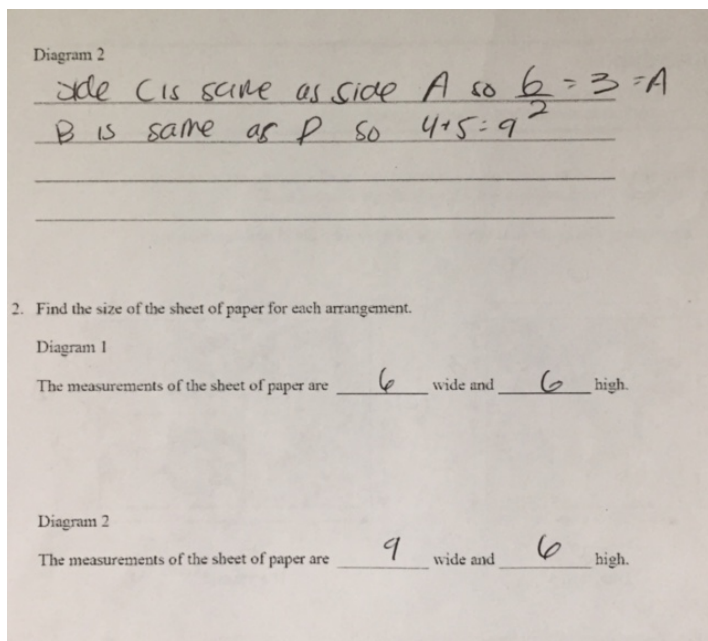 Diagram 2
side C is same as side A so 6/2 = 3 = A
B is same as D so 4+5=9
2. Find the size of the sheet of paper for each arrangement.
Diagram 1
The measurements of the sheet of paper are 6 wide and 6 high.
Diagram 2
The measurements of the sheet of paper are 9 wide and 6 high.